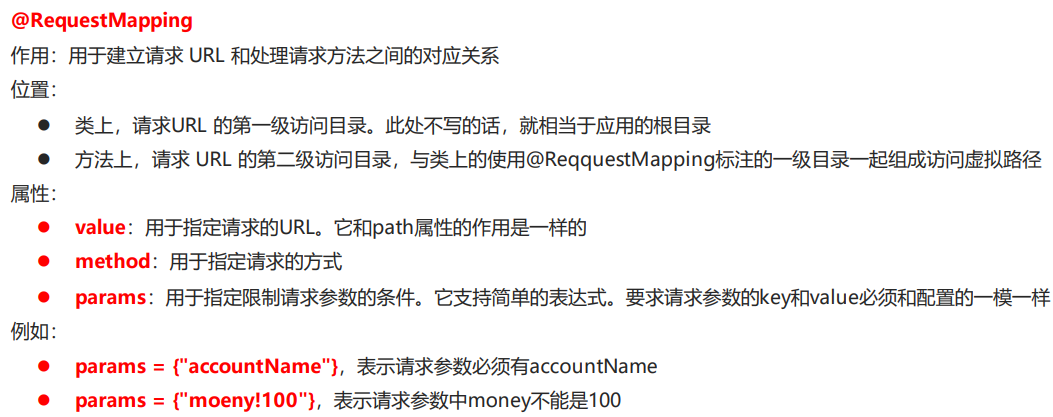 @RequestMapping
作用：用于建立请求 URL 和处理请求方法之间的对应关系
位置：
● 类上，请求URL 的第一级访问目录。此处不写的话，就相当于应用的根目录
● 方法上，请求 URL 的第二级访问目录，与类上的使用@ReqquestMapping标注的一级目录一起组成访问虚拟路径
属性：
● value：用于指定请求的URL。它和path属性的作用是一样的
● method：用于指定请求的方式
● params：用于指定限制请求参数的条件。它支持简单的表达式。要求请求参数的key和value必须和配置的一模一样
例如：
● params = {"accountName"}，表示请求参数必须有accountName
● params = {"moeny!100"}，表示请求参数中money不能是100